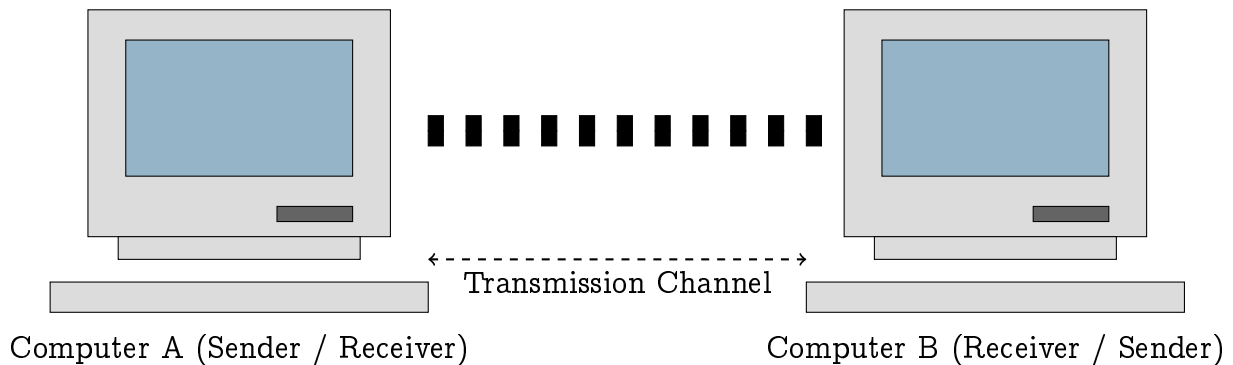 Transmission Channel
Computer A (Sender / Receiver)
Computer B (Receiver / Sender)